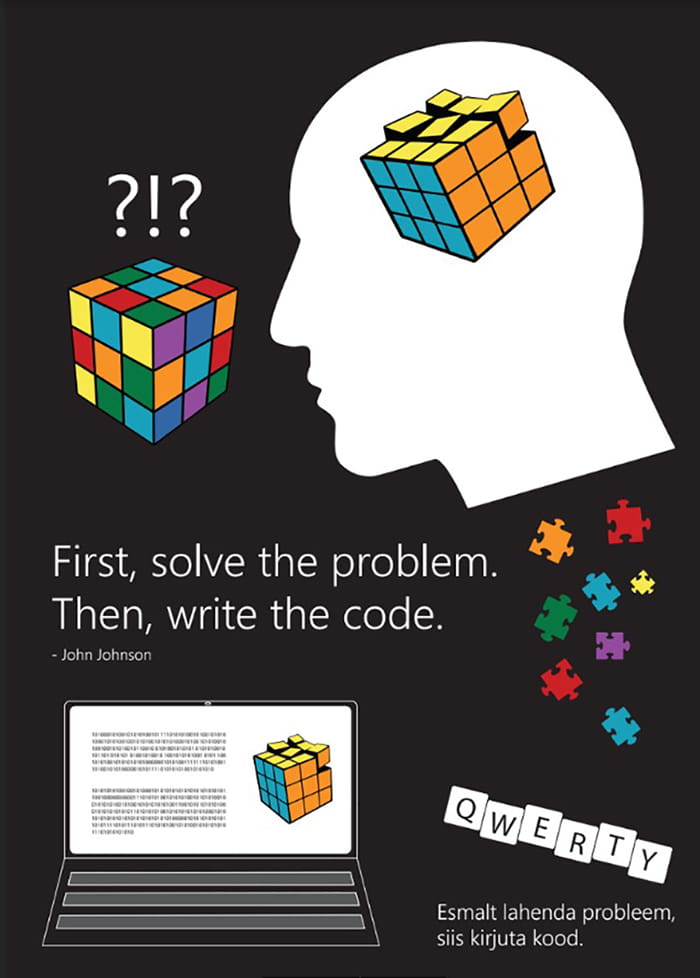 ?!?
First, solve the problem.
Then, write the code.
- John Johnson
QWERTY
Esmalt lahenda probleem,
siis kirjuta kood.